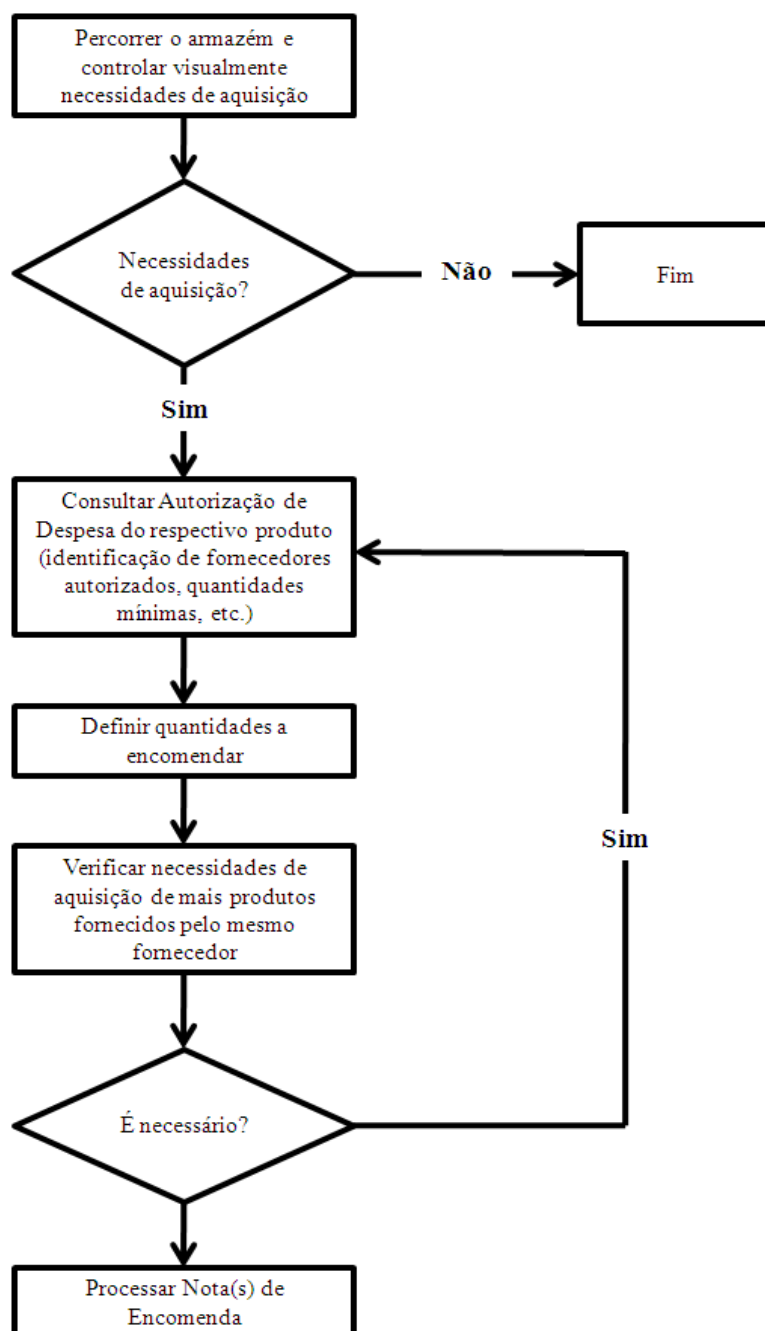 Percorrer o armazém e
controlar visualmente
necessidades de aquisição
Necessidades
de aquisição?
Não
Fim
Sim
Consultar Autorização de
Despesa do respectivo produto
(identificação de fornecedores
autorizados, quantidades
mínimas, etc.)
Definir quantidades a
encomendar
Sim
Verificar necessidades de
aquisição de mais produtos
fornecidos pelo mesmo
fornecedor
É necessário?
Processar Nota(s) de
Encomenda